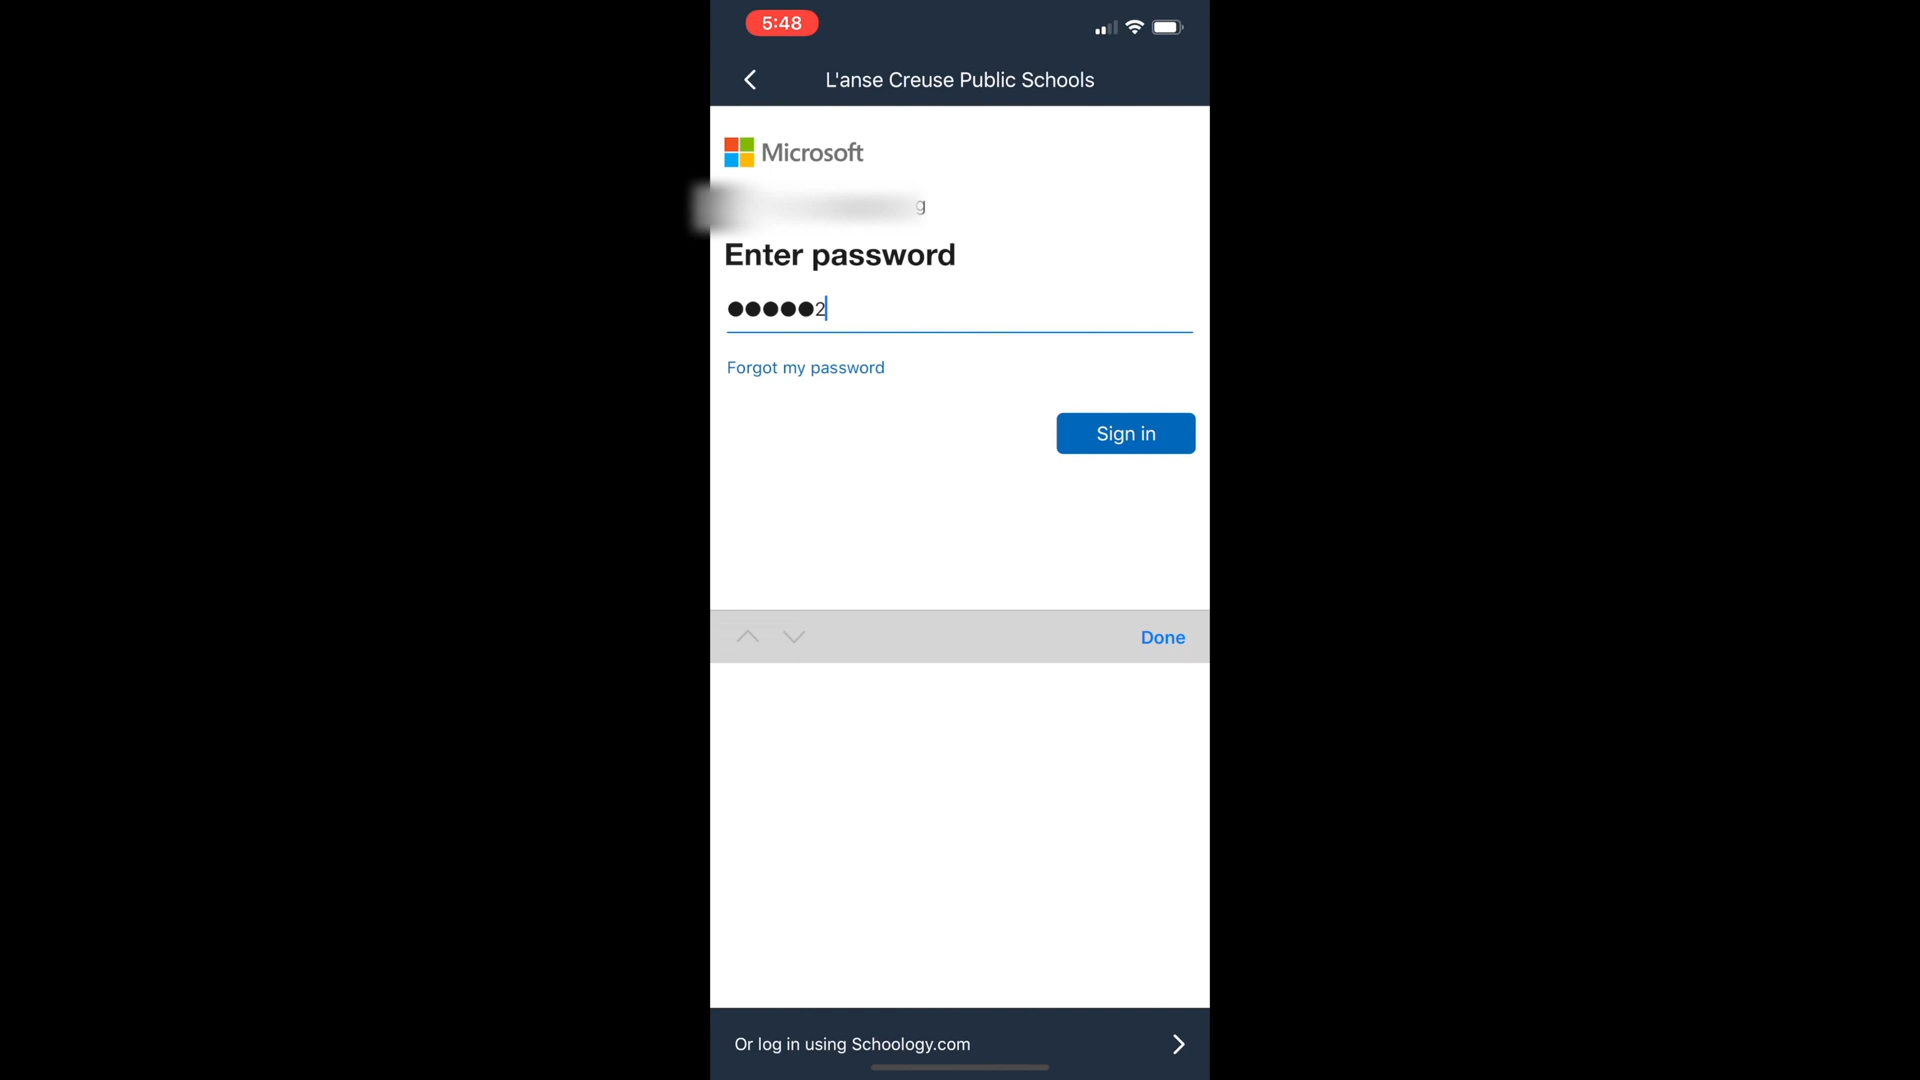 5:48
L'anse Creuse Public Schools
Microsoft
g
Enter password
●●●●●2
Forgot my password
Sign in
Done
Or log in using Schoology.com